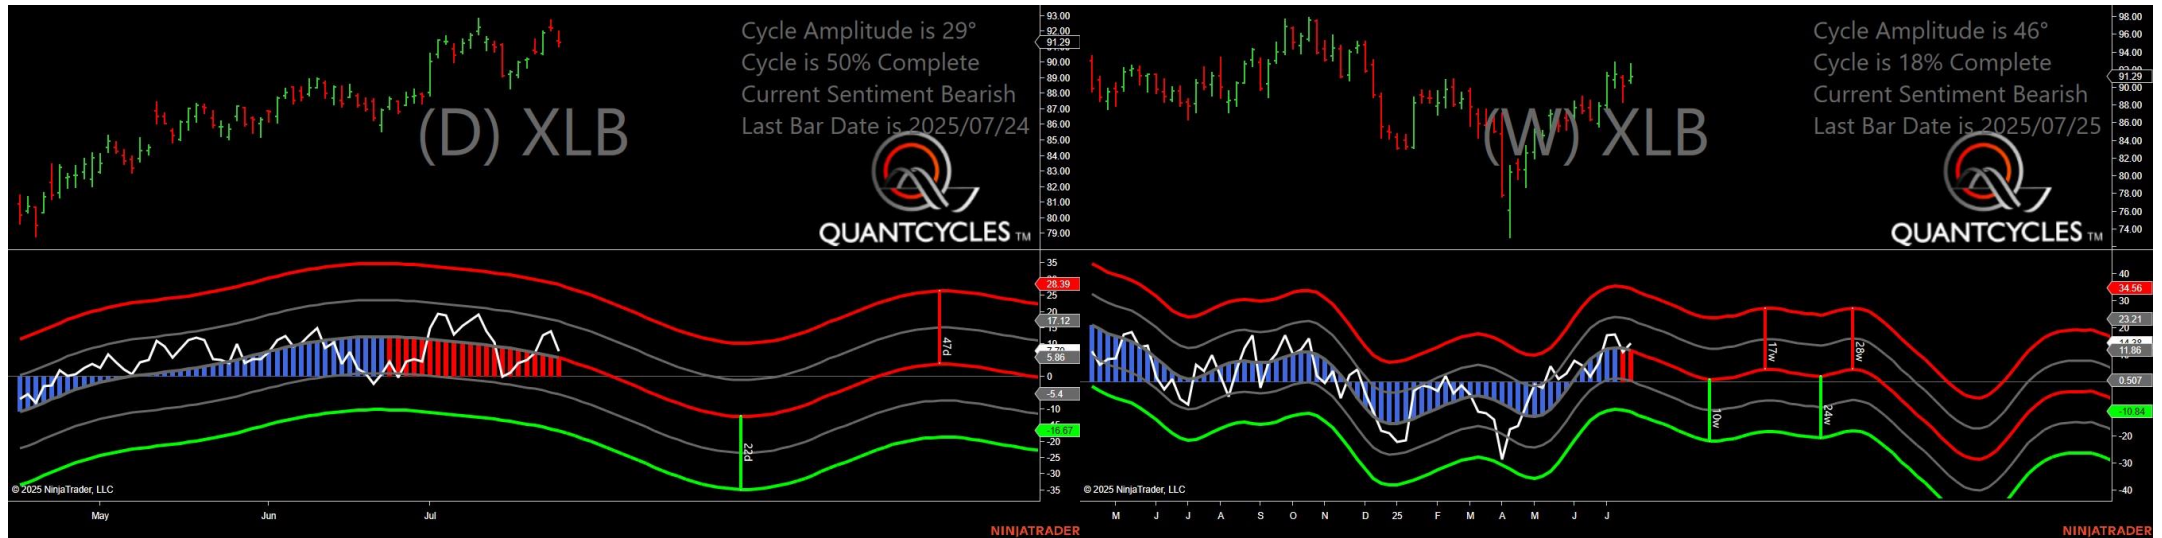 Cycle Amplitude is 29°
Cycle is 50% Complete
Current Sentiment Bearish
Last Bar Date is 2025/07/24
(D) XLB
QUANTCYCLES TM
93.00
92.00
91.29
90.00
89.00
88.00
87.00
86.00
85.00
84.00
83.00
82.00
81.00
80.00
79.00
35
28.39
25
17.12
10
5.86
0
-5.4
-10
-16.67
-20
-25
-30
-35
47d
22d
© 2025 NinjaTrader, LLC
May
Jun
Jul
NINJATRADER
Cycle Amplitude is 46°
Cycle is 18% Complete
Current Sentiment Bearish
Last Bar Date is 2025/07/25
(W) XLB
QUANTCYCLES TM
98.00
96.00
94.00
91.29
90.00
88.00
86.00
84.00
82.00
80.00
78.00
76.00
74.00
40
34.56
30
23.21
20
11.86
0.507
-10.84
-20
-30
-40
17w
28w
10w
24w
© 2025 NinjaTrader, LLC
M
J
J
A
S
O
N
D
25
F
M
A
M
J
J
NINJATRADER